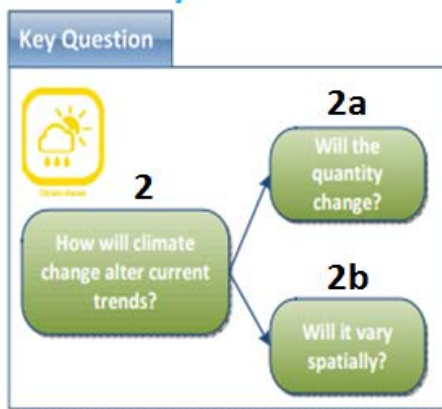 Key Question
2a
Will the
quantity
change?
2
How will climate
change alter current
trends?
2b
Will it vary
spatially?